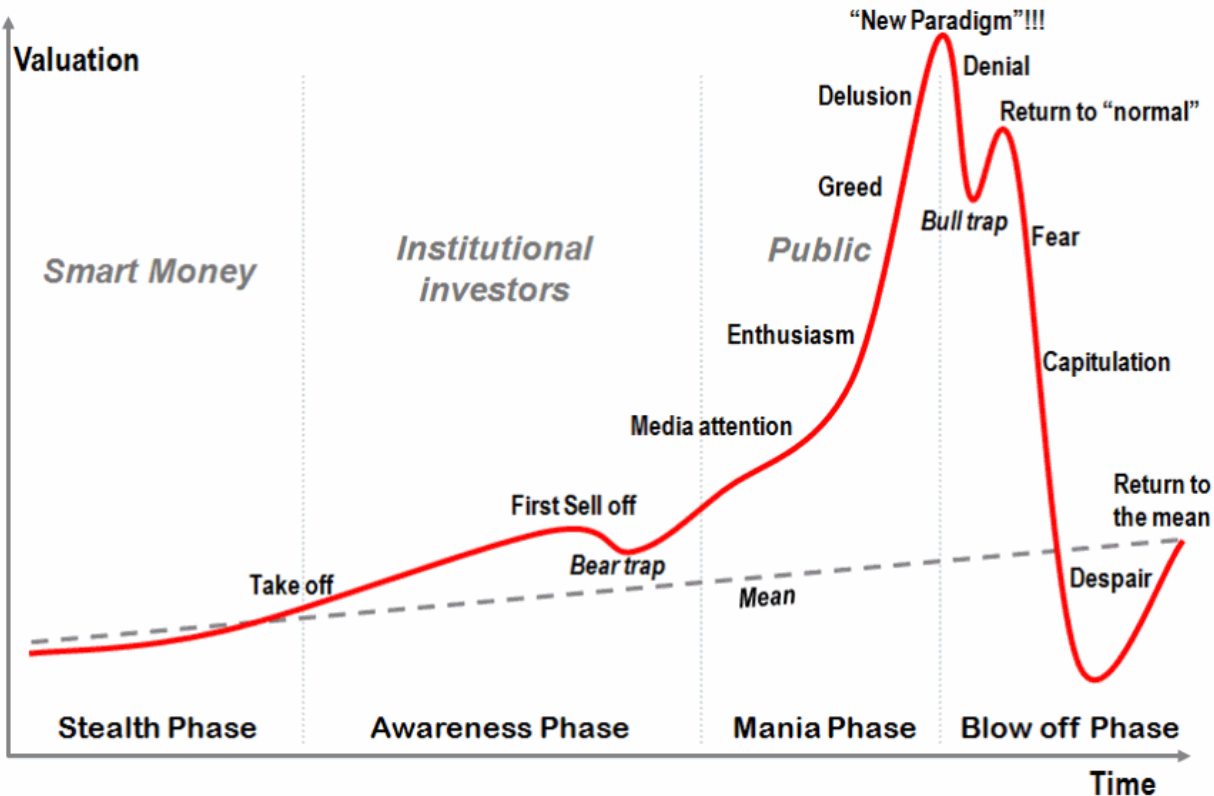 “New Paradigm”!!!
Valuation
Denial
Delusion
Return to “normal”
Greed
Bull trap
Fear
Smart Money
Institutional
investors
Public
Enthusiasm
Capitulation
Media attention
First Sell off
Return to
the mean
Bear trap
Take off
Despair
Mean
Stealth Phase
Awareness Phase
Mania Phase
Blow off Phase
Time